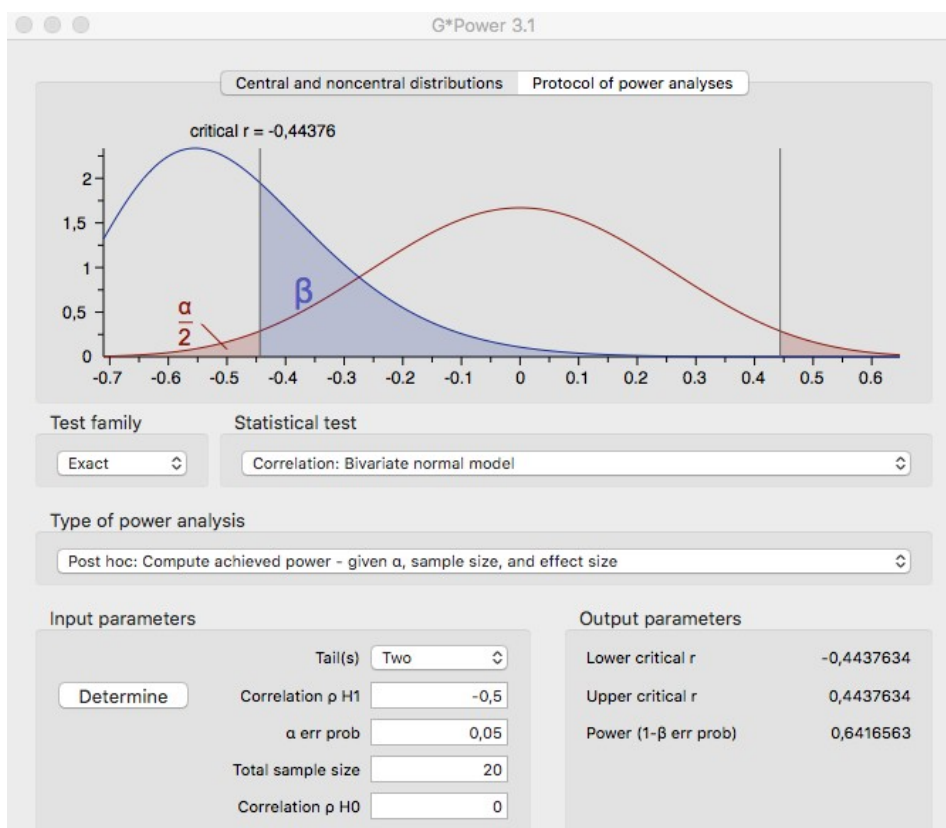 G*Power 3.1
Central and noncentral distributions Protocol of power analyses
critical r = -0,44376
2
1,5
1
0,5
0
α
2
β
-0.7 -0.6 -0.5 -0.4 -0.3 -0.2 -0.1 0 0.1 0.2 0.3 0.4 0.5 0.6
Test family Statistical test
Exact Correlation: Bivariate normal model
Type of power analysis
Post hoc: Compute achieved power - given α, sample size, and effect size
Input parameters Output parameters
Tail(s) Two Lower critical r -0,4437634
Determine Correlation ρ H1 -0,5 Upper critical r 0,4437634
α err prob 0,05 Power (1-β err prob) 0,6416563
Total sample size 20
Correlation ρ H0 0